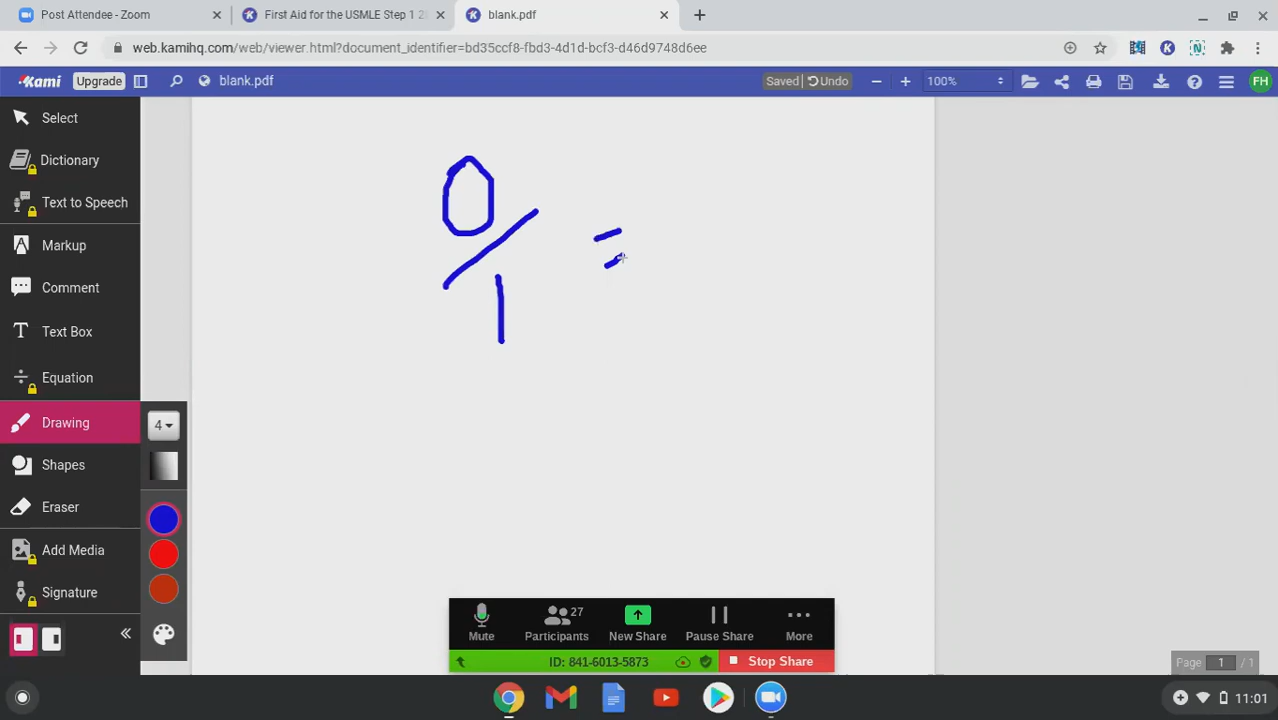 Post Attendee - Zoom
First Aid for the USMLE Step 1 2
blank.pdf
web.kamihq.com/web/viewer.html?document_identifier=bd35ccf8-fbd3-4d1d-bcf3-d46d9748d6ee
Kami Upgrade blank.pdf Saved Undo 100% FH
Select
Dictionary
Text to Speech
Markup
Comment
Text Box
Equation
Drawing
4
Shapes
Eraser
Add Media
Signature
0/1 =
27
Mute Participants New Share Pause Share More
ID: 841-6013-5873 Stop Share
Page 1 / 1
11:01